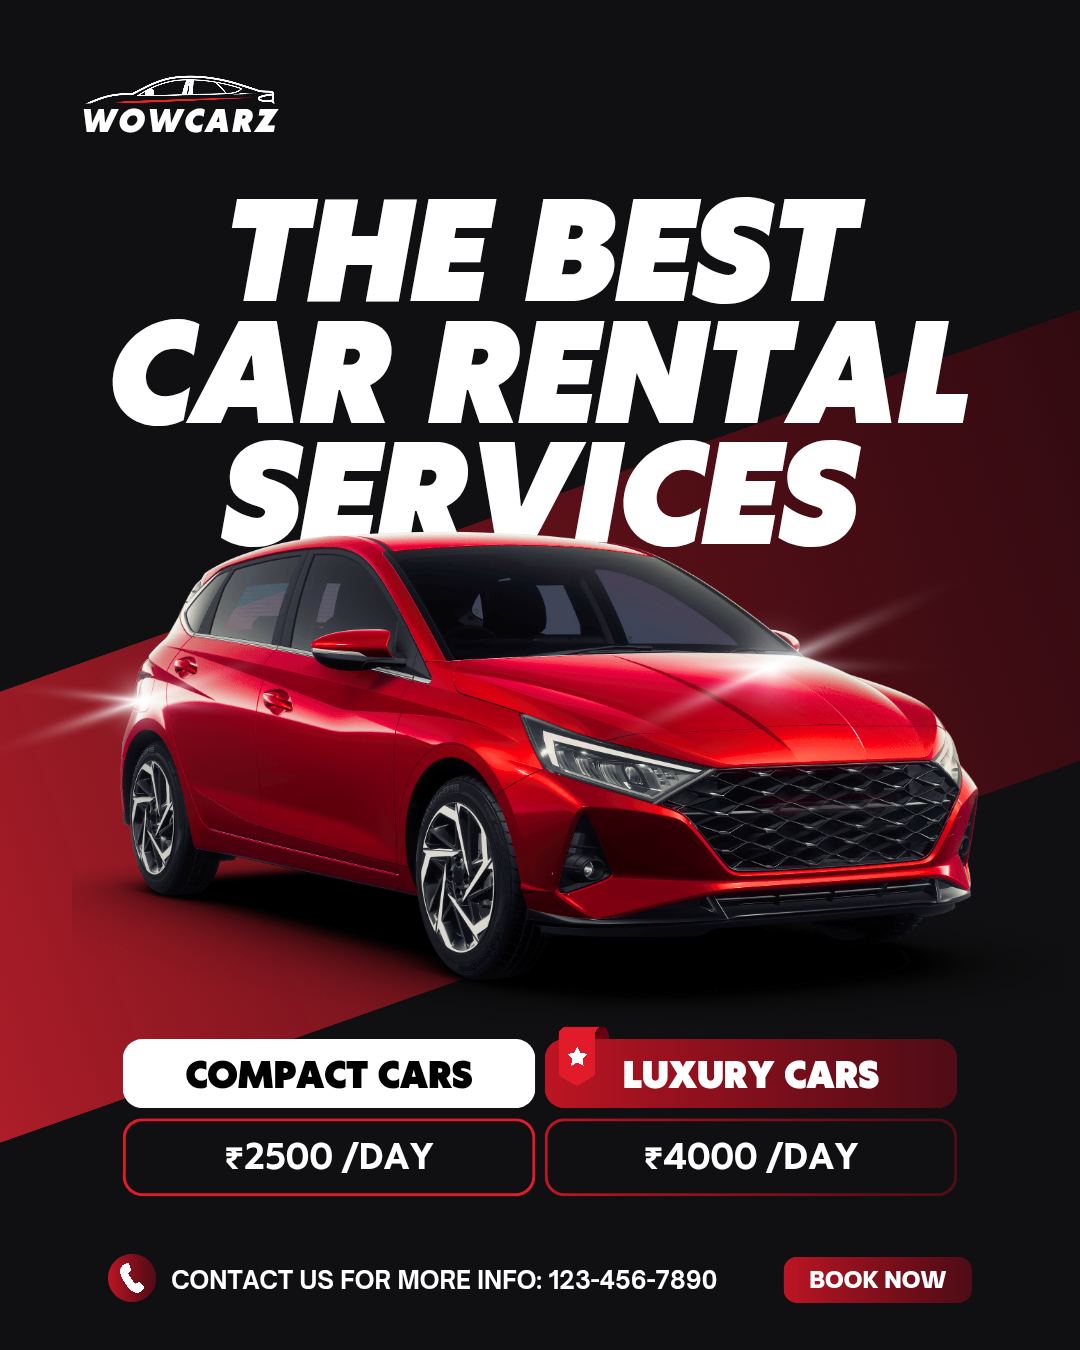 WOWCARZ
THE BEST
CAR RENTAL
SERVICES
COMPACT CARS
LUXURY CARS
₹2500 /DAY
₹4000 /DAY
CONTACT US FOR MORE INFO: 123-456-7890
BOOK NOW